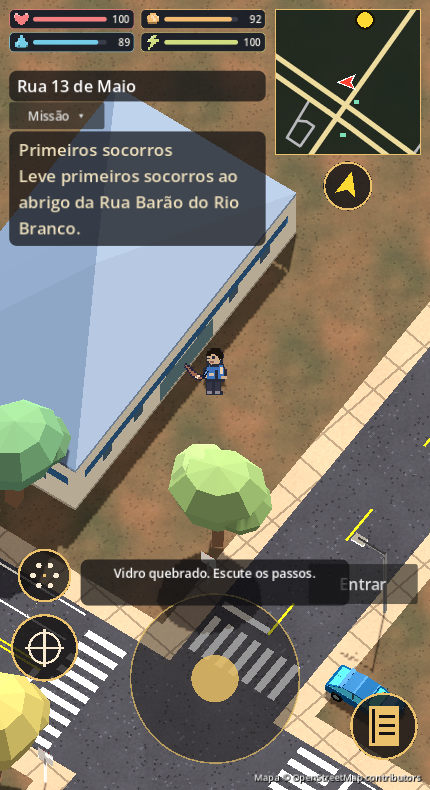 100
92
89
100
Rua 13 de Maio
Missão ▾
Primeiros socorros
Leve primeiros socorros ao
abrigo da Rua Barão do Rio
Branco.
Vidro quebrado. Escute os passos.
Entrar
Mapa © OpenStreetMap contributors